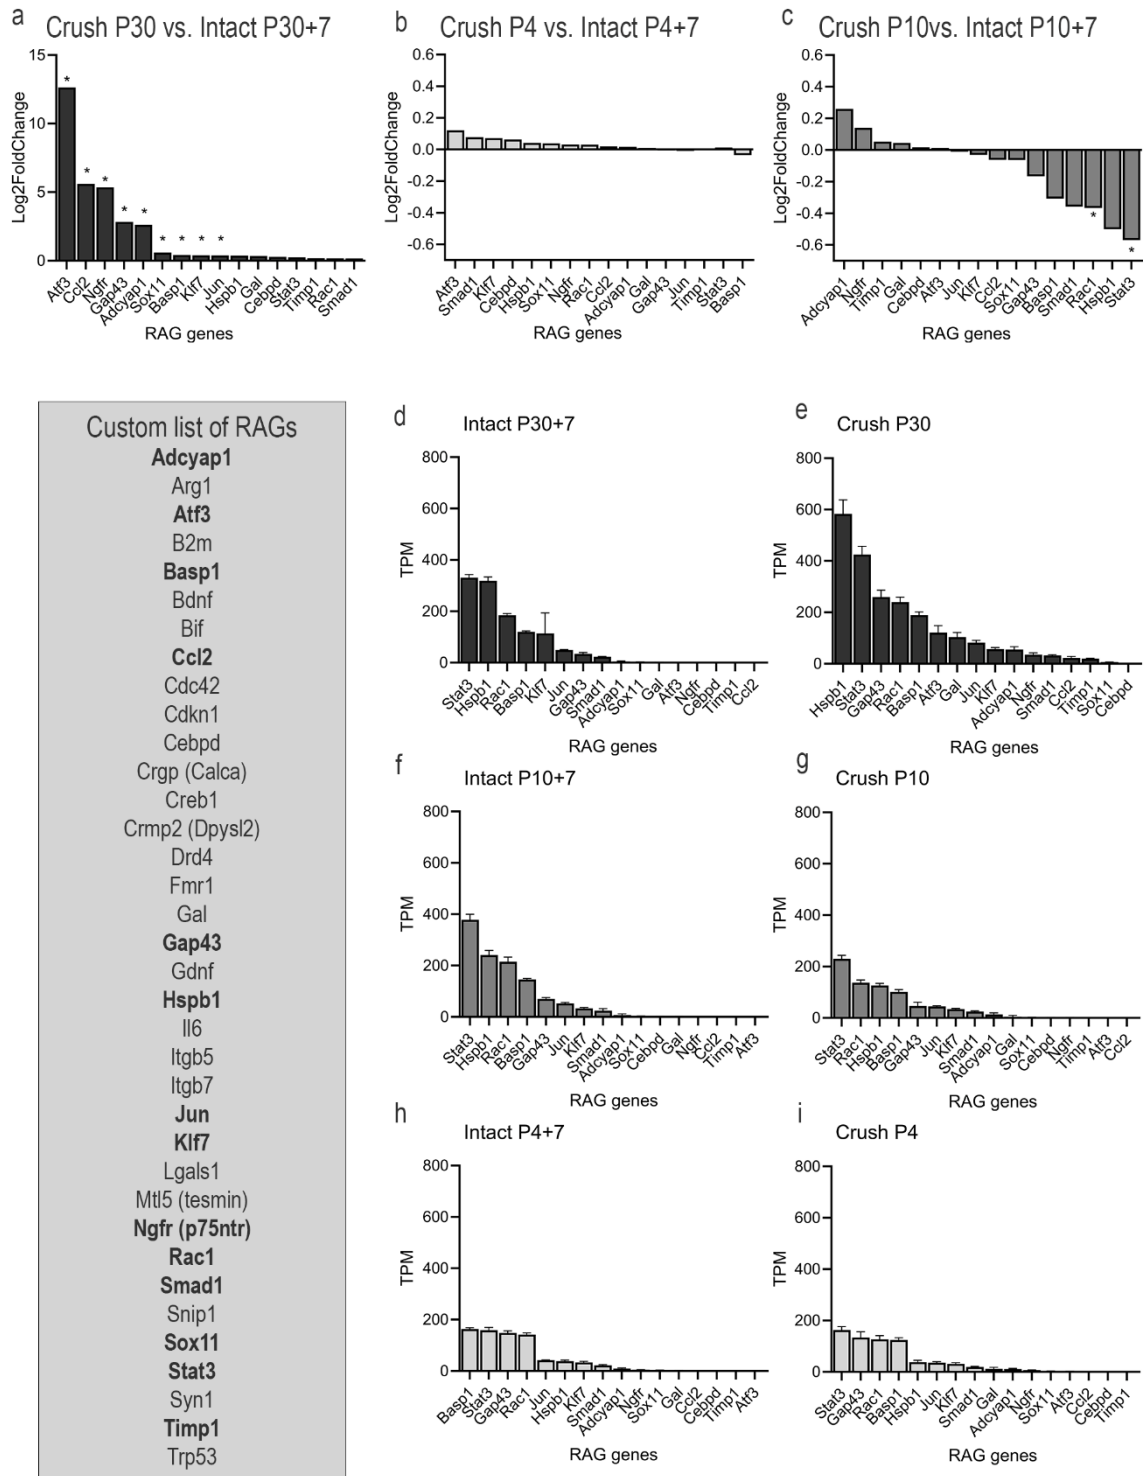 a Crush P30 vs. Intact P30+7
15
10
5
0
Log2FoldChange
*
*
*
*
*
*
*
*
*
Atf3
Ccl2
Ngfr
Gap43
Adcyap1
Sox11
Basp1
Klf7
Jun
Hspb1
Gal
Cebpd
Stat3
Timp1
Rac1
Smad1
RAG genes
b Crush P4 vs. Intact P4+7
0.6
0.4
0.2
0.0
-0.2
-0.4
-0.6
Log2FoldChange
Atf3
Smad1
Klf7
Cebpd
Hspb1
Sox11
Ngfr
Rac1
Ccl2
Adcyap1
Gal
Gap43
Jun
Timp1
Stat3
Basp1
RAG genes
c Crush P10vs. Intact P10+7
0.6
0.4
0.2
0.0
-0.2
-0.4
-0.6
Log2FoldChange
*
*
Adcyap1
Ngfr
Timp1
Gal
Cebpd
Atf3
Jun
Klf7
Ccl2
Sox11
Gap43
Basp1
Smad1
Rac1
Hspb1
Stat3
RAG genes
Custom list of RAGs
Adcyap1
Arg1
Atf3
B2m
Basp1
Bdnf
Bif
Ccl2
Cdc42
Cdkn1
Cebpd
Crgp (Calca)
Creb1
Crmp2 (Dpysl2)
Drd4
Fmr1
Gal
Gap43
Gdnf
Hspb1
Il6
Itgb5
Itgb7
Jun
Klf7
Lgals1
Mtl5 (tesmin)
Ngfr (p75ntr)
Rac1
Smad1
Snip1
Sox11
Stat3
Syn1
Timp1
Trp53
d Intact P30+7
800
600
400
200
0
TPM
Stat3
Hspb1
Rac1
Basp1
Klf7
Jun
Gap43
Smad1
Adcyap1
Sox11
Gal
Atf3
Ngfr
Cebpd
Timp1
Ccl2
RAG genes
e Crush P30
800
600
400
200
0
TPM
Hspb1
Stat3
Gap43
Rac1
Basp1
Atf3
Gal
Jun
Klf7
Adcyap1
Ngfr
Smad1
Ccl2
Timp1
Sox11
Cebpd
RAG genes
f Intact P10+7
800
600
400
200
0
TPM
Stat3
Hspb1
Rac1
Basp1
Gap43
Jun
Klf7
Smad1
Adcyap1
Sox11
Cebpd
Gal
Ngfr
Ccl2
Timp1
Atf3
RAG genes
g Crush P10
800
600
400
200
0
TPM
Stat3
Rac1
Hspb1
Basp1
Gap43
Jun
Klf7
Smad1
Adcyap1
Gal
Sox11
Cebpd
Ngfr
Timp1
Atf3
Ccl2
RAG genes
h Intact P4+7
800
600
400
200
0
TPM
Basp1
Stat3
Gap43
Rac1
Jun
Hspb1
Klf7
Smad1
Adcyap1
Ngfr
Sox11
Gal
Ccl2
Cebpd
Timp1
Atf3
RAG genes
i Crush P4
800
600
400
200
0
TPM
Stat3
Gap43
Rac1
Basp1
Hspb1
Jun
Klf7
Smad1
Gal
Adcyap1
Ngfr
Sox11
Atf3
Ccl2
Cebpd
Timp1
RAG genes